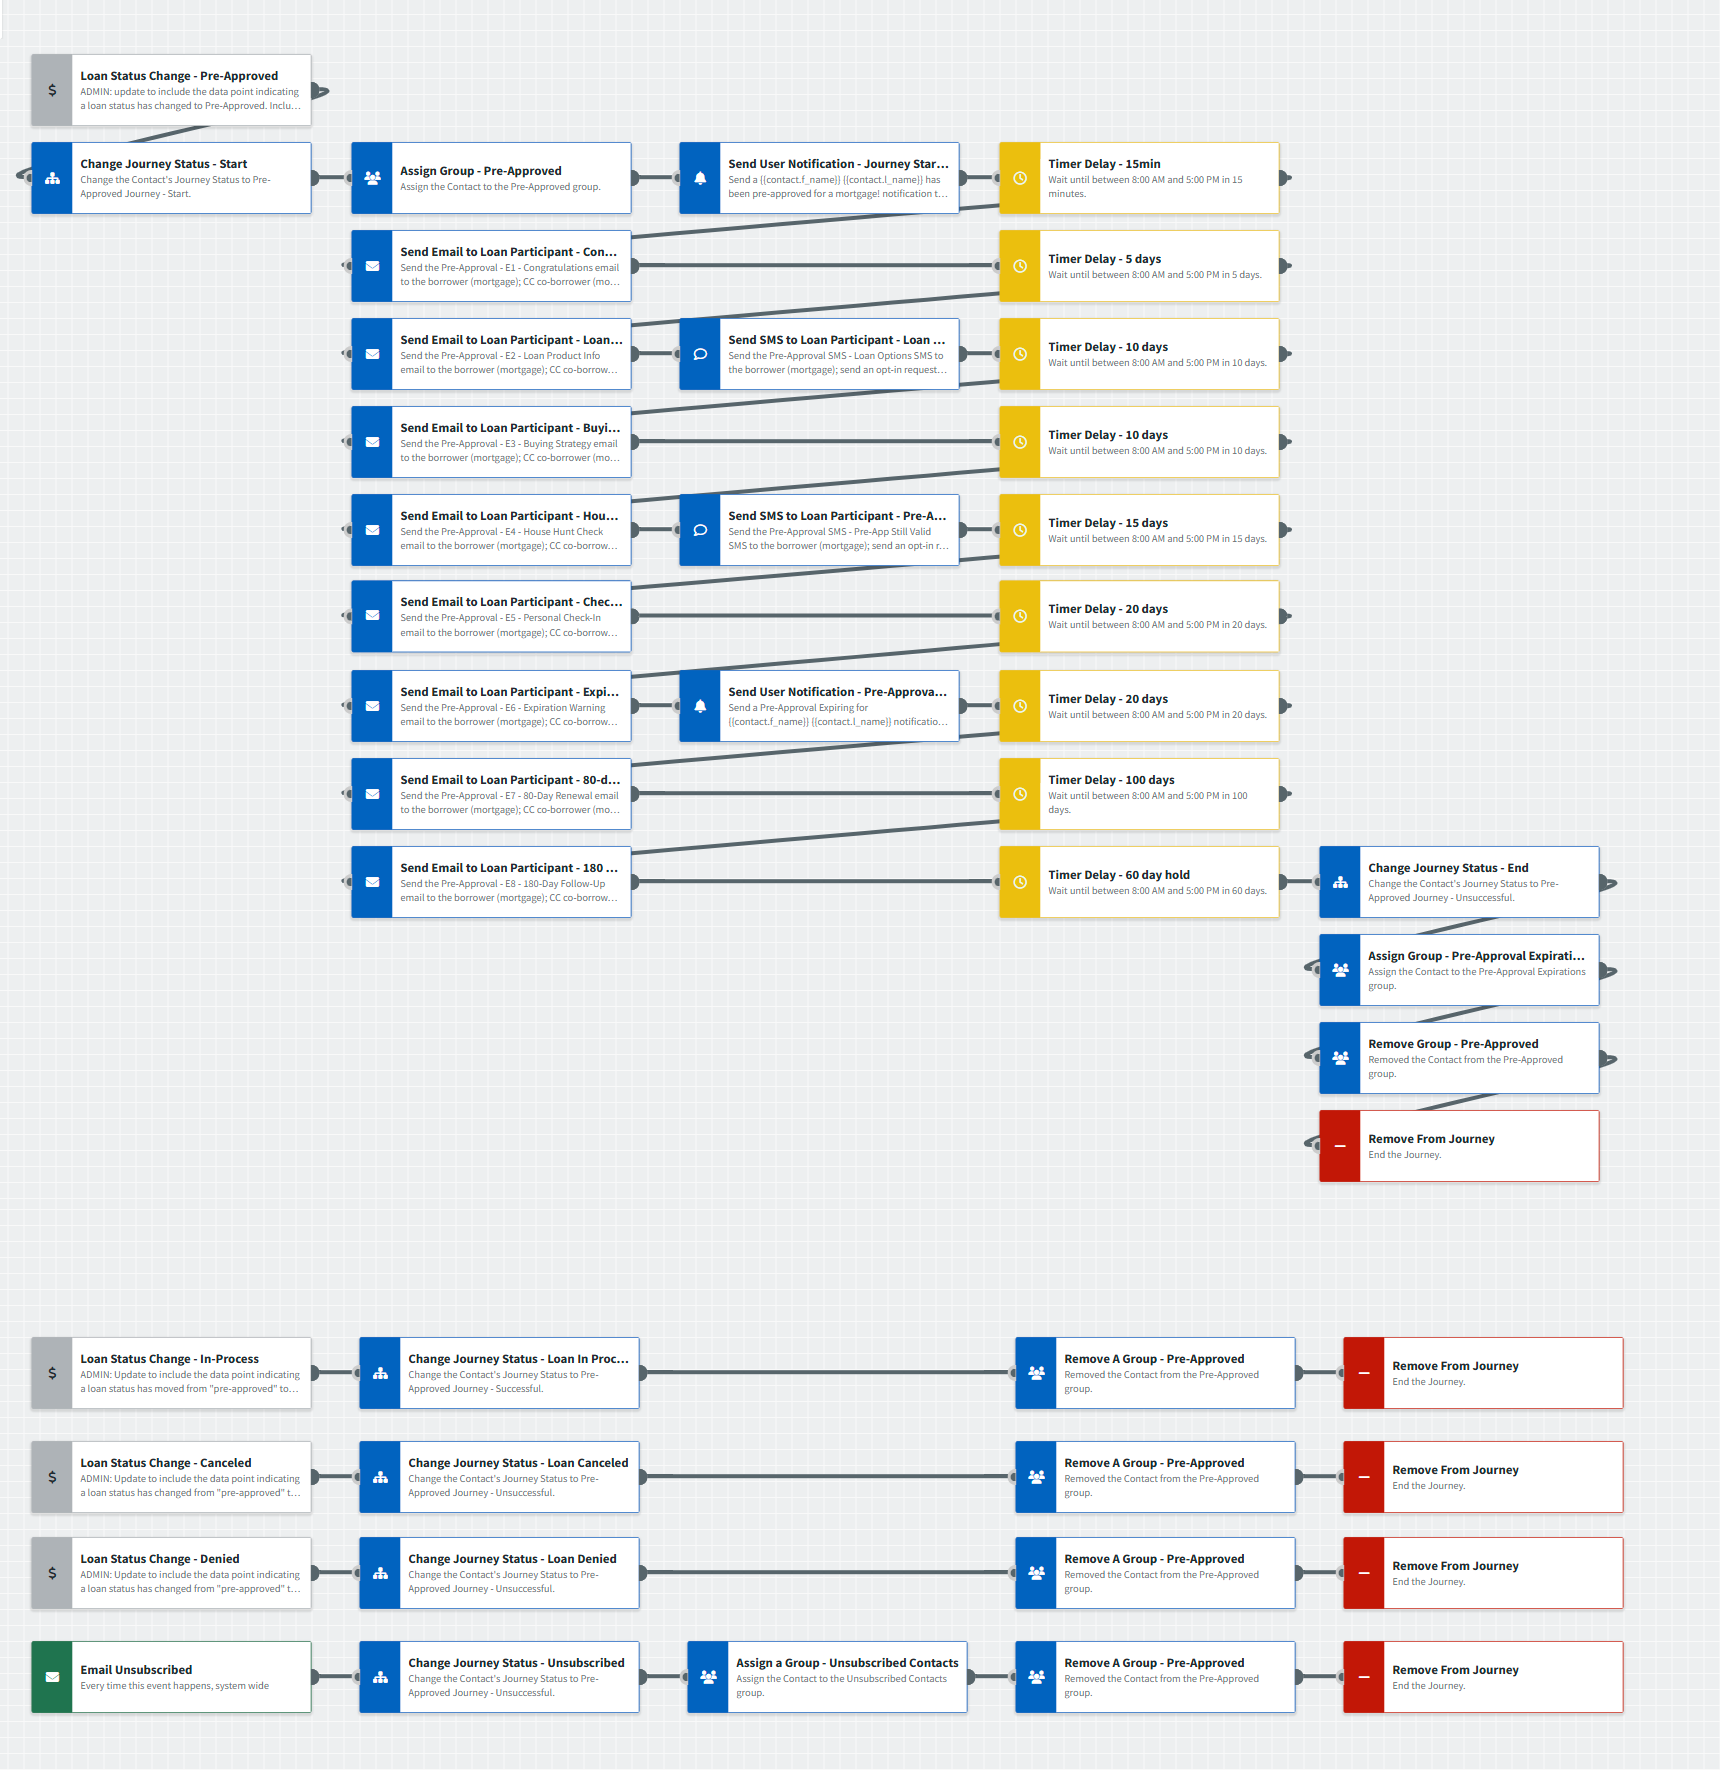 $
Loan Status Change - Pre-Approved
ADMIN: update to include the data point indicating
a loan status has changed to Pre-Approved. Inclu...
Change Journey Status - Start
Change the Contact's Journey Status to Pre-
Approved Journey - Start.
Assign Group - Pre-Approved
Assign the Contact to the Pre-Approved group.
Send User Notification - Journey Star...
Send a {{contact.f_name}} {{contact.l_name}} has
been pre-approved for a mortgage! notification t...
Timer Delay - 15min
Wait until between 8:00 AM and 5:00 PM in 15
minutes.
Send Email to Loan Participant - Con...
Send the Pre-Approval - E1 - Congratulations email
to the borrower (mortgage); CC co-borrower (mo...
Timer Delay - 5 days
Wait until between 8:00 AM and 5:00 PM in 5 days.
Send Email to Loan Participant - Loan...
Send the Pre-Approval - E2 - Loan Product Info
email to the borrower (mortgage); CC co-borrow...
Send SMS to Loan Participant - Loan ...
Send the Pre-Approval SMS - Loan Options SMS to
the borrower (mortgage); send an opt-in request...
Timer Delay - 10 days
Wait until between 8:00 AM and 5:00 PM in 10 days.
Send Email to Loan Participant - Buyi...
Send the Pre-Approval - E3 - Buying Strategy email
to the borrower (mortgage); CC co-borrower (mo...
Timer Delay - 10 days
Wait until between 8:00 AM and 5:00 PM in 10 days.
Send Email to Loan Participant - Hou...
Send the Pre-Approval - E4 - House Hunt Check
email to the borrower (mortgage); CC co-borrow...
Send SMS to Loan Participant - Pre-A...
Send the Pre-Approval SMS - Pre-App Still Valid
SMS to the borrower (mortgage); send an opt-in r...
Timer Delay - 15 days
Wait until between 8:00 AM and 5:00 PM in 15 days.
Send Email to Loan Participant - Chec...
Send the Pre-Approval - E5 - Personal Check-In
email to the borrower (mortgage); CC co-borrow...
Timer Delay - 20 days
Wait until between 8:00 AM and 5:00 PM in 20 days.
Send Email to Loan Participant - Expi...
Send the Pre-Approval - E6 - Expiration Warning
email to the borrower (mortgage); CC co-borrow...
Send User Notification - Pre-Approva...
Send a Pre-Approval Expiring for
{{contact.f_name}} {{contact.l_name}} notificatio...
Timer Delay - 20 days
Wait until between 8:00 AM and 5:00 PM in 20 days.
Send Email to Loan Participant - 80-d...
Send the Pre-Approval - E7 - 80-Day Renewal email
to the borrower (mortgage); CC co-borrower (mo...
Timer Delay - 100 days
Wait until between 8:00 AM and 5:00 PM in 100
days.
Send Email to Loan Participant - 180 ...
Send the Pre-Approval - E8 - 180-Day Follow-Up
email to the borrower (mortgage); CC co-borrow...
Timer Delay - 60 day hold
Wait until between 8:00 AM and 5:00 PM in 60 days.
Change Journey Status - End
Change the Contact's Journey Status to Pre-
Approved Journey - Unsuccessful.
Assign Group - Pre-Approval Expirati...
Assign the Contact to the Pre-Approval Expirations
group.
Remove Group - Pre-Approved
Removed the Contact from the Pre-Approved
group.
Remove From Journey
End the Journey.
$
Loan Status Change - In-Process
ADMIN: Update to include the data point indicating
a loan status has moved from "pre-approved" to...
Change Journey Status - Loan In Proc...
Change the Contact's Journey Status to Pre-
Approved Journey - Successful.
Remove A Group - Pre-Approved
Removed the Contact from the Pre-Approved
group.
Remove From Journey
End the Journey.
$
Loan Status Change - Canceled
ADMIN: Update to include the data point indicating
a loan status has changed from "pre-approved" t...
Change Journey Status - Loan Canceled
Change the Contact's Journey Status to Pre-
Approved Journey - Unsuccessful.
Remove A Group - Pre-Approved
Removed the Contact from the Pre-Approved
group.
Remove From Journey
End the Journey.
$
Loan Status Change - Denied
ADMIN: Update to include the data point indicating
a loan status has changed from "pre-approved" t...
Change Journey Status - Loan Denied
Change the Contact's Journey Status to Pre-
Approved Journey - Unsuccessful.
Remove A Group - Pre-Approved
Removed the Contact from the Pre-Approved
group.
Remove From Journey
End the Journey.
Email Unsubscribed
Every time this event happens, system wide
Change Journey Status - Unsubscribed
Change the Contact's Journey Status to Pre-
Approved Journey - Unsuccessful.
Assign a Group - Unsubscribed Contacts
Assign the Contact to the Unsubscribed Contacts
group.
Remove A Group - Pre-Approved
Removed the Contact from the Pre-Approved
group.
Remove From Journey
End the Journey.